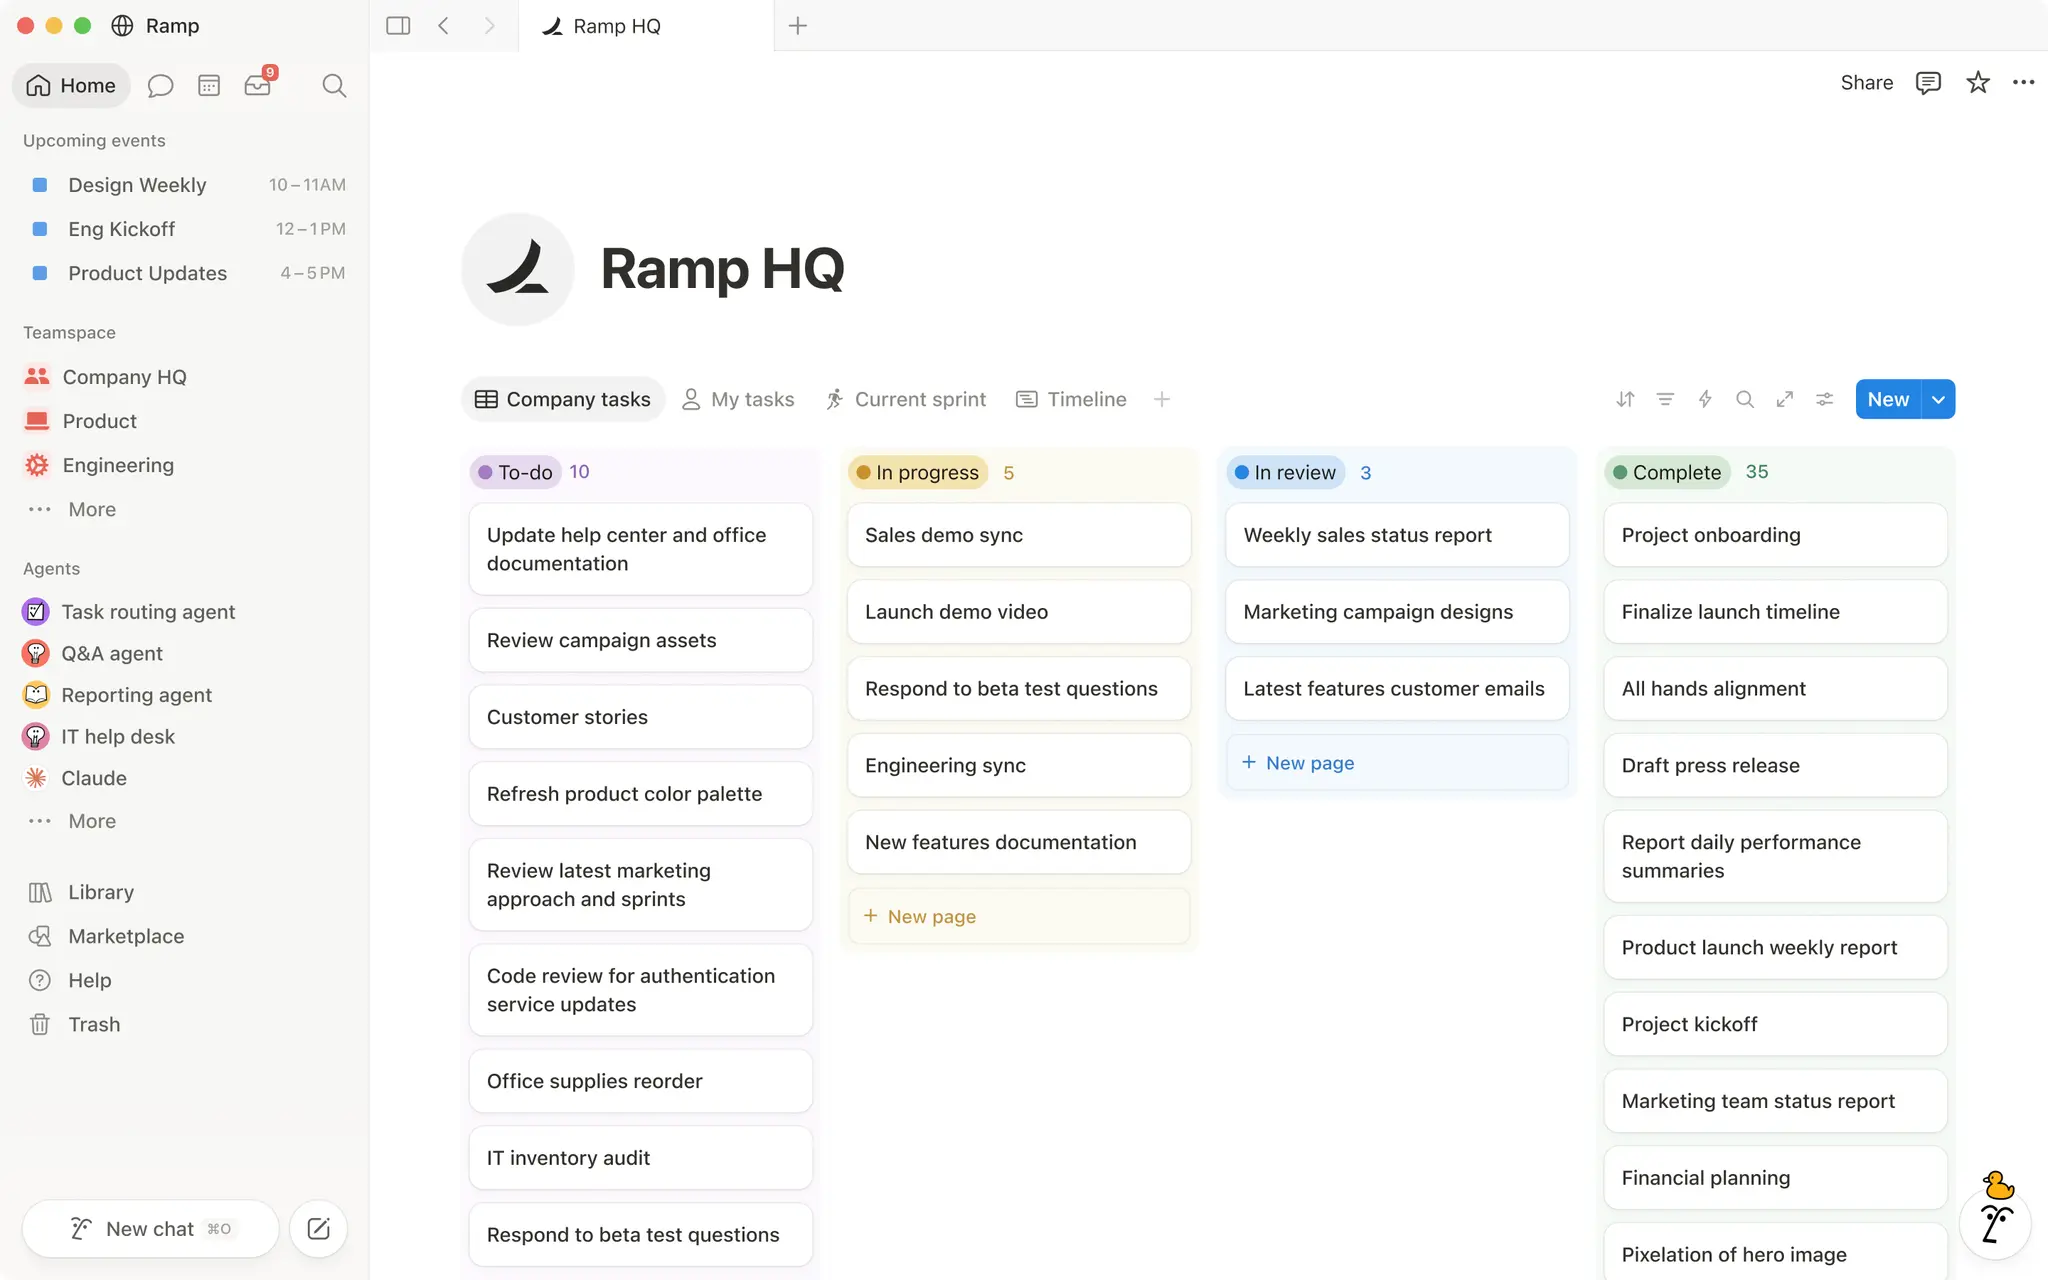 Ramp
Ramp HQ
Home
9
Share
Upcoming events
Design Weekly 10–11AM
Eng Kickoff 12–1PM
Product Updates 4–5PM
Teamspace
Company HQ
Product
Engineering
More
Agents
Task routing agent
Q&A agent
Reporting agent
IT help desk
Claude
More
Library
Marketplace
Help
Trash
New chat ⌘O
Ramp HQ
Company tasks
My tasks
Current sprint
Timeline
New
To-do 10
Update help center and office
documentation
Review campaign assets
Customer stories
Refresh product color palette
Review latest marketing
approach and sprints
Code review for authentication
service updates
Office supplies reorder
IT inventory audit
Respond to beta test questions
In progress 5
Sales demo sync
Launch demo video
Respond to beta test questions
Engineering sync
New features documentation
+ New page
In review 3
Weekly sales status report
Marketing campaign designs
Latest features customer emails
+ New page
Complete 35
Project onboarding
Finalize launch timeline
All hands alignment
Draft press release
Report daily performance
summaries
Product launch weekly report
Project kickoff
Marketing team status report
Financial planning
Pixelation of hero image